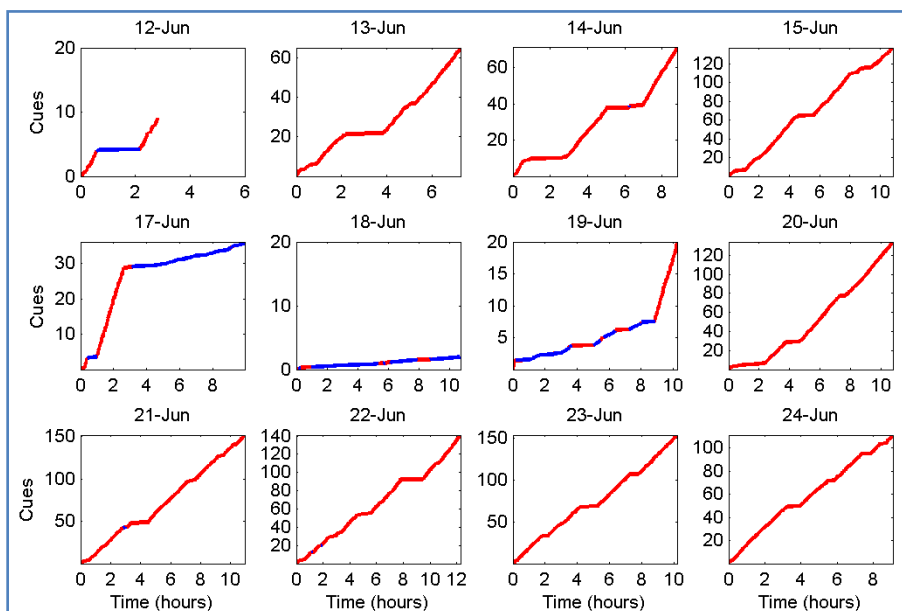 12-Jun 13-Jun 14-Jun 15-Jun
20 60 60 120
100
15 80
40 40
10 60
Cues
5 20 20 40
20
0
0 2 4 6 0 2 4 6 0 2 4 6 8 0 2 4 6 8 10
17-Jun 18-Jun 19-Jun 20-Jun
30 20 20 120
15 15 100
20 80
10 10 60
Cues
10 5 5 40
20
0
0 2 4 6 8 10 0 2 4 6 8 10 0 2 4 6 8 10 0 2 4 6 8 10
21-Jun 22-Jun 23-Jun 24-Jun
150 140 150 100
120
100 100 100 80
80 60
60
Cues
50 40 50 40
20 20
0 2 4 6 8 10 0 2 4 6 8 10 12 0 2 4 6 8 10 0 2 4 6 8
Time (hours) Time (hours) Time (hours) Time (hours)